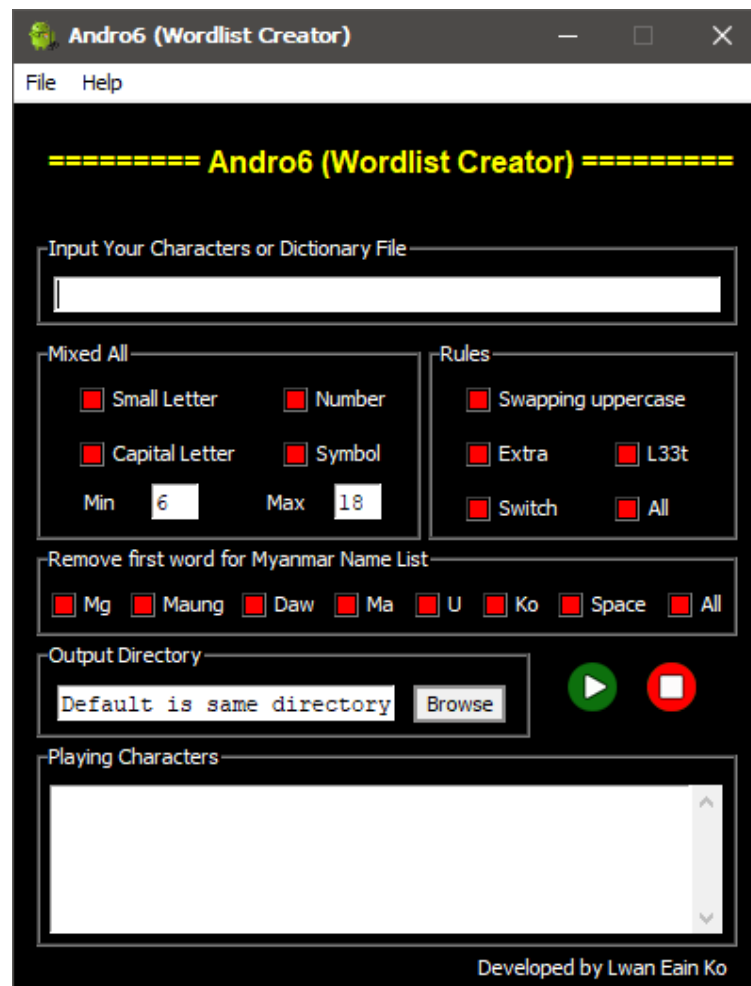 Andro6 (Wordlist Creator)
File Help
========= Andro6 (Wordlist Creator) =========
Input Your Characters or Dictionary File
Mixed All
Small Letter Number
Capital Letter Symbol
Min 6 Max 18
Rules
Swapping uppercase
Extra L33t
Switch All
Remove first word for Myanmar Name List
Mg Maung Daw Ma U Ko Space All
Output Directory
Default is same directory Browse
Playing Characters
Developed by Lwan Eain Ko